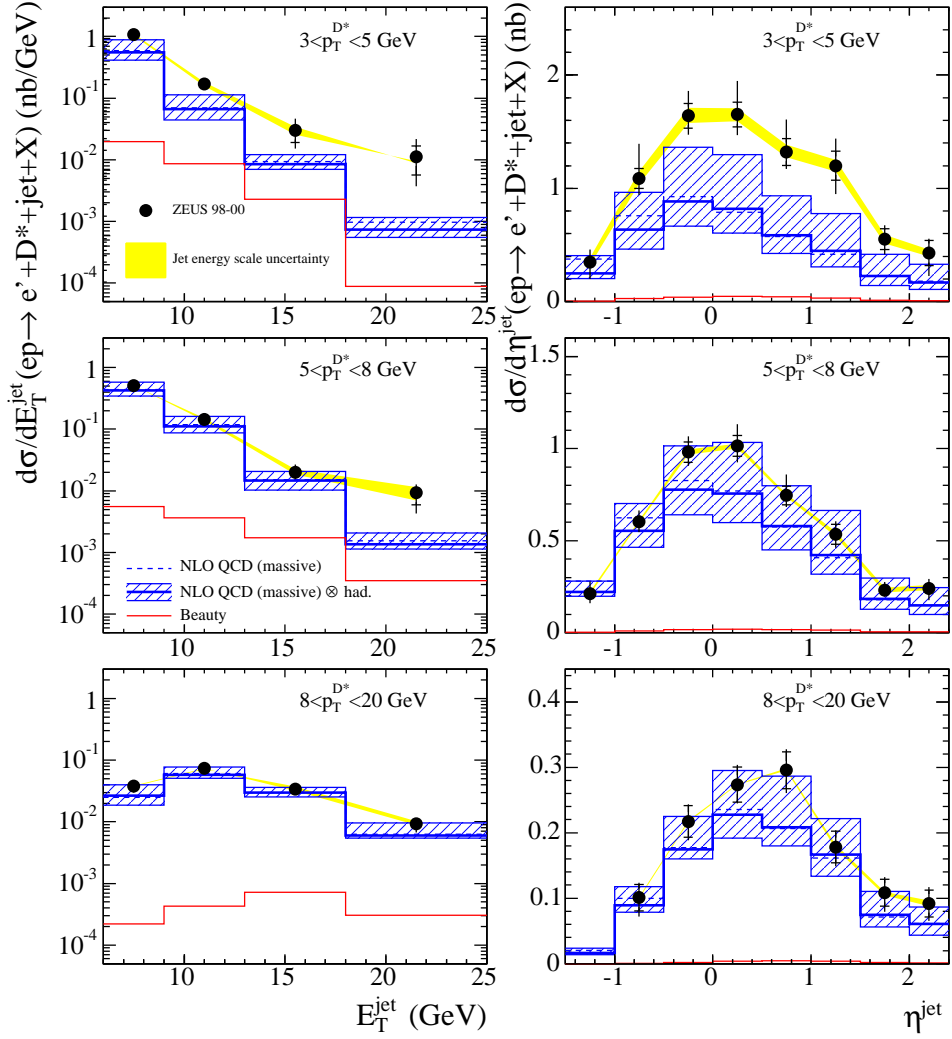 dσ/dE_T^jet (ep→ e'+D*+jet+X) (nb/GeV)
3<p_T^D* <5 GeV
1
10^-1
10^-2
10^-3
10^-4
ZEUS 98-00
Jet energy scale uncertainty
10 15 20 25
dσ/dη^jet(ep→ e'+D*+jet+X) (nb)
3<p_T^D* <5 GeV
2
1
0
-1 0 1 2
5<p_T^D* <8 GeV
1
10^-1
10^-2
10^-3
10^-4
NLO QCD (massive)
NLO QCD (massive) ⊗ had.
Beauty
10 15 20 25
5<p_T^D* <8 GeV
1.5
1
0.5
0
-1 0 1 2
8<p_T^D* <20 GeV
1
10^-1
10^-2
10^-3
10^-4
10 15 20 25
E_T^jet (GeV)
8<p_T^D* <20 GeV
0.4
0.3
0.2
0.1
0
-1 0 1 2
η^jet